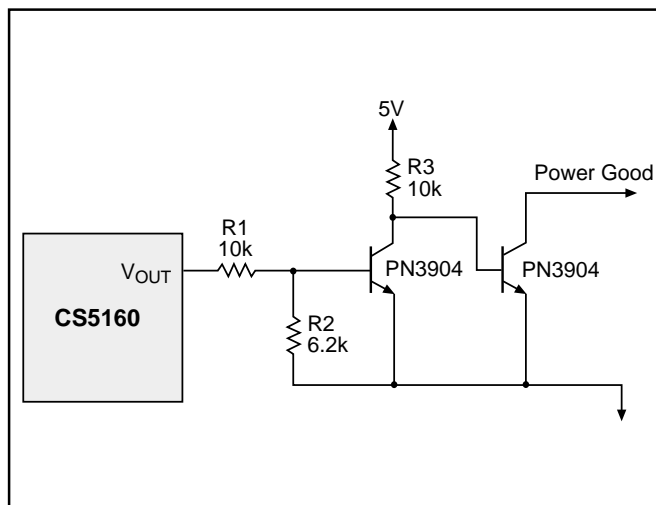 5V
R3
10k
Power Good
R1
10k
VOUT
PN3904
PN3904
CS5160
R2
6.2k